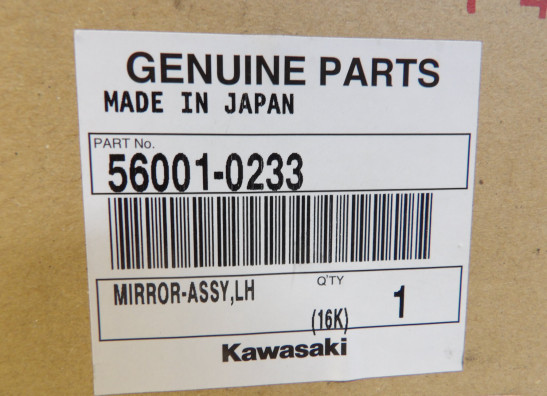 GENUINE PARTS
MADE IN JAPAN
PART No.
56001-0233
MIRROR-ASSY,LH
Q'TY
(16K)
1
Kawasaki